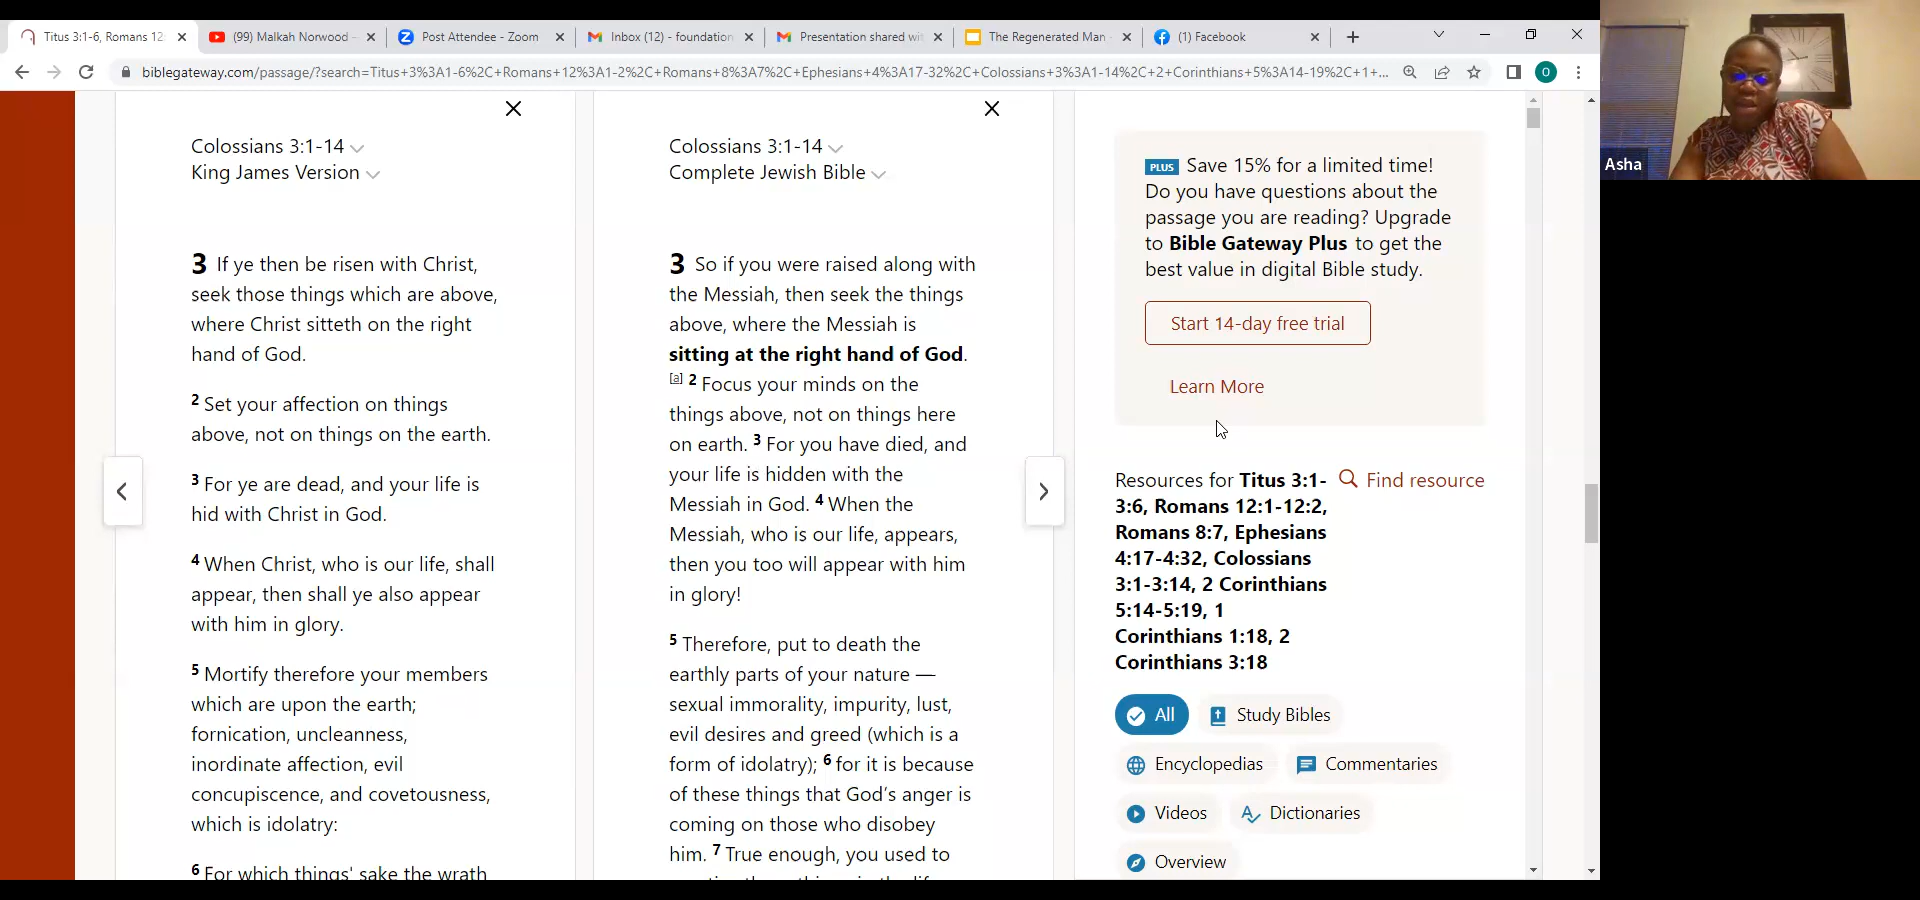 Titus 3:1-6, Romans 12
(99) Malkah Norwood -
Post Attendee - Zoom
Inbox (12) - foundation
Presentation shared wi
The Regenerated Man -
(1) Facebook
biblegateway.com/passage/?search=Titus+3%3A1-6%2C+Romans+12%3A1-2%2C+Romans+8%3A7%2C+Ephesians+4%3A17-32%2C+Colossians+3%3A1-14%2C+2+Corinthians+5%3A14-19%2C+1+...
O
Colossians 3:1-14
King James Version
3 If ye then be risen with Christ,
seek those things which are above,
where Christ sitteth on the right
hand of God.
2 Set your affection on things
above, not on things on the earth.
3 For ye are dead, and your life is
hid with Christ in God.
4 When Christ, who is our life, shall
appear, then shall ye also appear
with him in glory.
5 Mortify therefore your members
which are upon the earth;
fornication, uncleanness,
inordinate affection, evil
concupiscence, and covetousness,
which is idolatry:
6 For which things' sake the wrath
Colossians 3:1-14
Complete Jewish Bible
3 So if you were raised along with
the Messiah, then seek the things
above, where the Messiah is
sitting at the right hand of God.
[a] 2 Focus your minds on the
things above, not on things here
on earth. 3 For you have died, and
your life is hidden with the
Messiah in God. 4 When the
Messiah, who is our life, appears,
then you too will appear with him
in glory!
5 Therefore, put to death the
earthly parts of your nature —
sexual immorality, impurity, lust,
evil desires and greed (which is a
form of idolatry); 6 for it is because
of these things that God's anger is
coming on those who disobey
him. 7 True enough, you used to
PLUS Save 15% for a limited time!
Do you have questions about the
passage you are reading? Upgrade
to Bible Gateway Plus to get the
best value in digital Bible study.
Start 14-day free trial
Learn More
Resources for Titus 3:1-
3:6, Romans 12:1-12:2,
Romans 8:7, Ephesians
4:17-4:32, Colossians
3:1-3:14, 2 Corinthians
5:14-5:19, 1
Corinthians 1:18, 2
Corinthians 3:18
Find resource
All
Study Bibles
Encyclopedias
Commentaries
Videos
Dictionaries
Overview
Asha